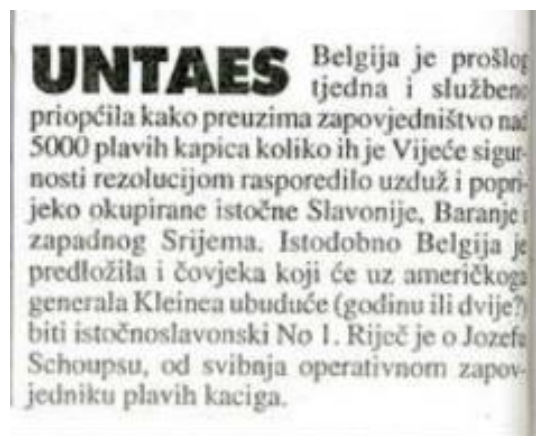 UNTAES Belgija je prošlog
tjedna i službeno
priopćila kako preuzima zapovjedništvo nad
5000 plavih kapica koliko ih je Vijeće sigur-
nosti rezolucijom rasporedilo uzduž i popri-
jeko okupirane istočne Slavonije, Baranje i
zapadnog Srijema. Istodobno Belgija je
predložila i čovjeka koji će uz američkoga
generala Kleinea ubuduće (godinu ili dvije?)
biti istočnoslavonski No 1. Riječ je o Jozefu
Schoupsu, od svibnja operativnom zapov-
jedniku plavih kaciga.